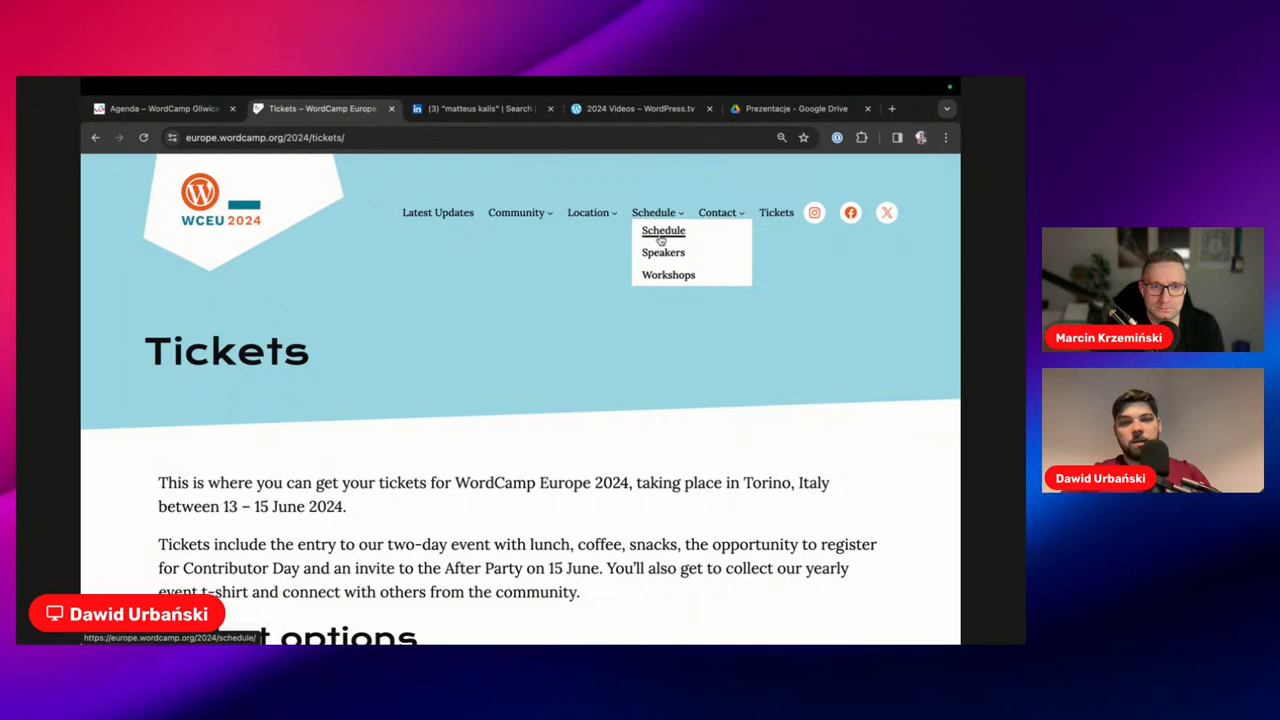 Agenda – WordCamp Gliwice
Tickets – WordCamp Europe
(3) "matteus kalis" | Search |
2024 Videos – WordPress.tv
Prezentacje - Google Drive
europe.wordcamp.org/2024/tickets/
WCEU 2024
Latest Updates
Community
Location
Schedule
Contact
Tickets
Schedule
Speakers
Workshops
Tickets
This is where you can get your tickets for WordCamp Europe 2024, taking place in Torino, Italy
between 13 – 15 June 2024.
Tickets include the entry to our two-day event with lunch, coffee, snacks, the opportunity to register
for Contributor Day and an invite to the After Party on 15 June. You'll also get to collect our yearly
event t-shirt and connect with others from the community.
options
https://europe.wordcamp.org/2024/schedule/
Dawid Urbański
Marcin Krzemiński
Dawid Urbański